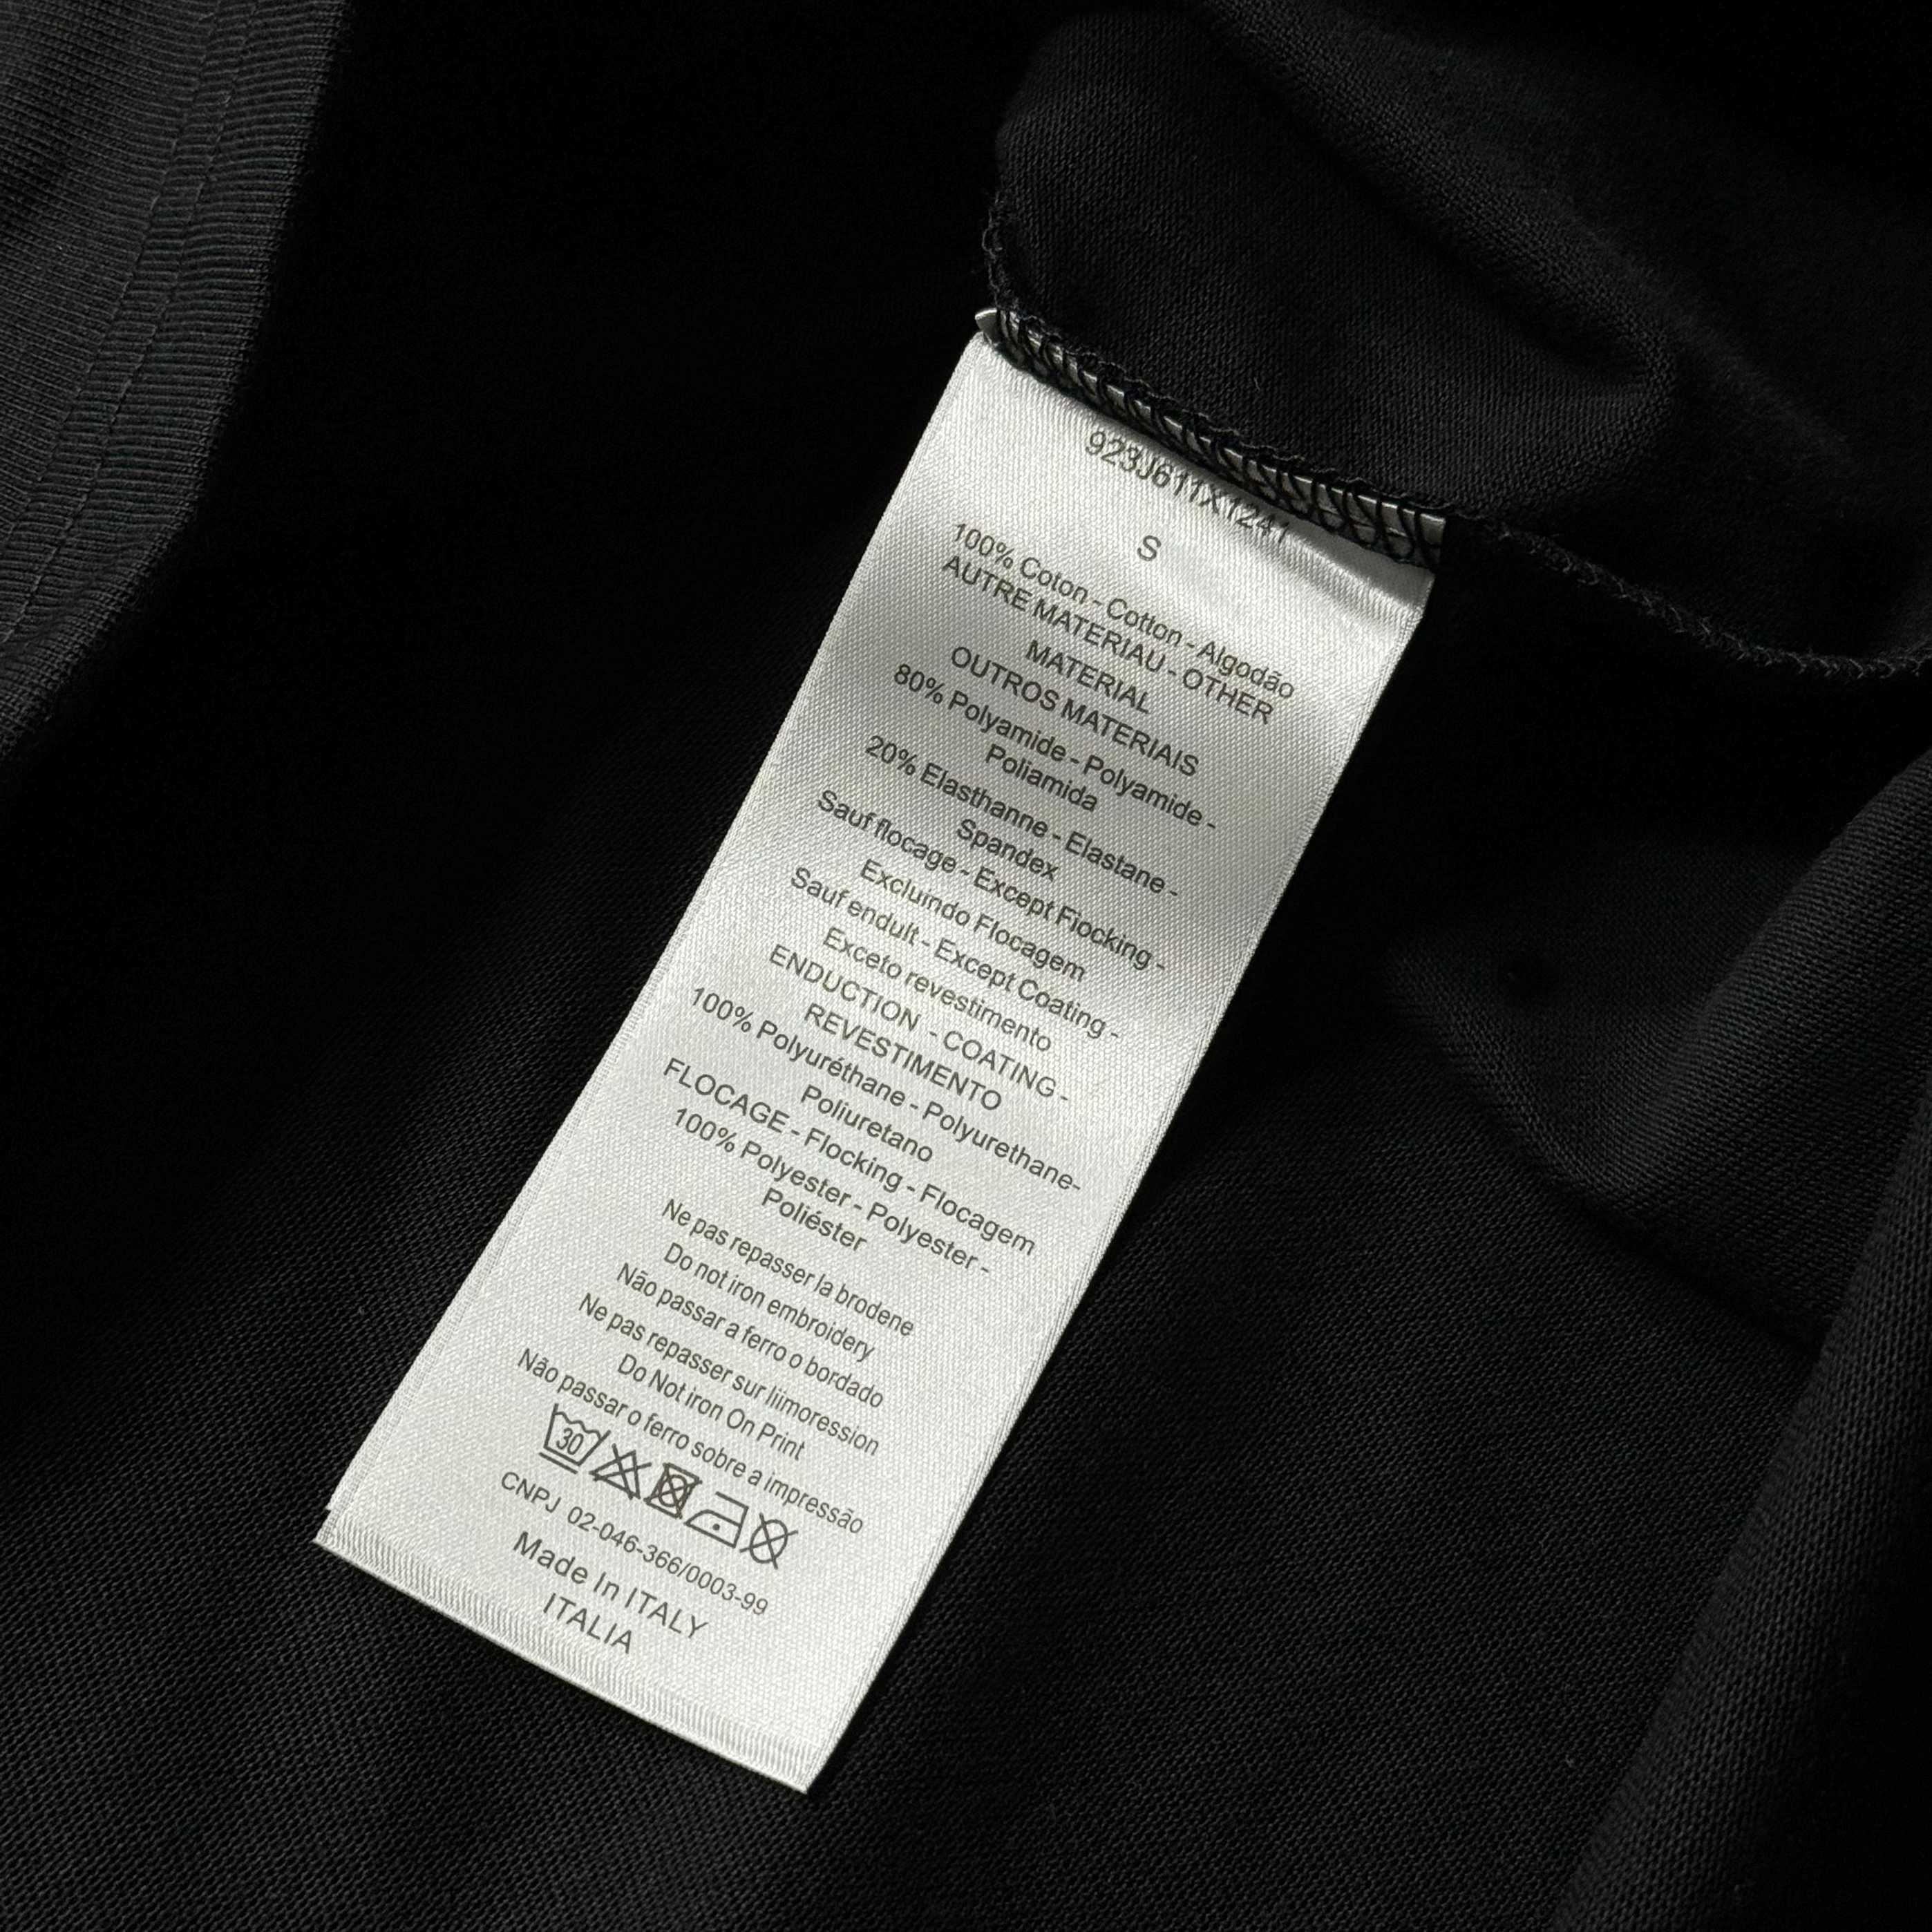 923J611X1241
S
100% Coton - Cotton - Algodão
AUTRE MATERIAU - OTHER
MATERIAL
OUTROS MATERIAIS
80% Polyamide - Polyamide -
Poliamida
20% Elasthanne - Elastane -
Spandex
Sauf flocage - Except Fiocking -
Excluindo Flocagem
Sauf endult - Except Coating -
Exceto revestimento
ENDUCTION - COATING -
REVESTIMENTO
100% Polyuréthane - Polyurethane-
Poliuretano
FLOCAGE - Flocking - Flocagem
100% Polyester - Polyester -
Poliéster
Ne pas repasser la brodene
Do not iron embroidery
Não passar a ferro o bordado
Ne pas repasser sur liimoression
Do Not iron On Print
Não passar o ferro sobre a impressão
30
CNPJ 02-046-366/0003-99
Made In ITALY
ITALIA